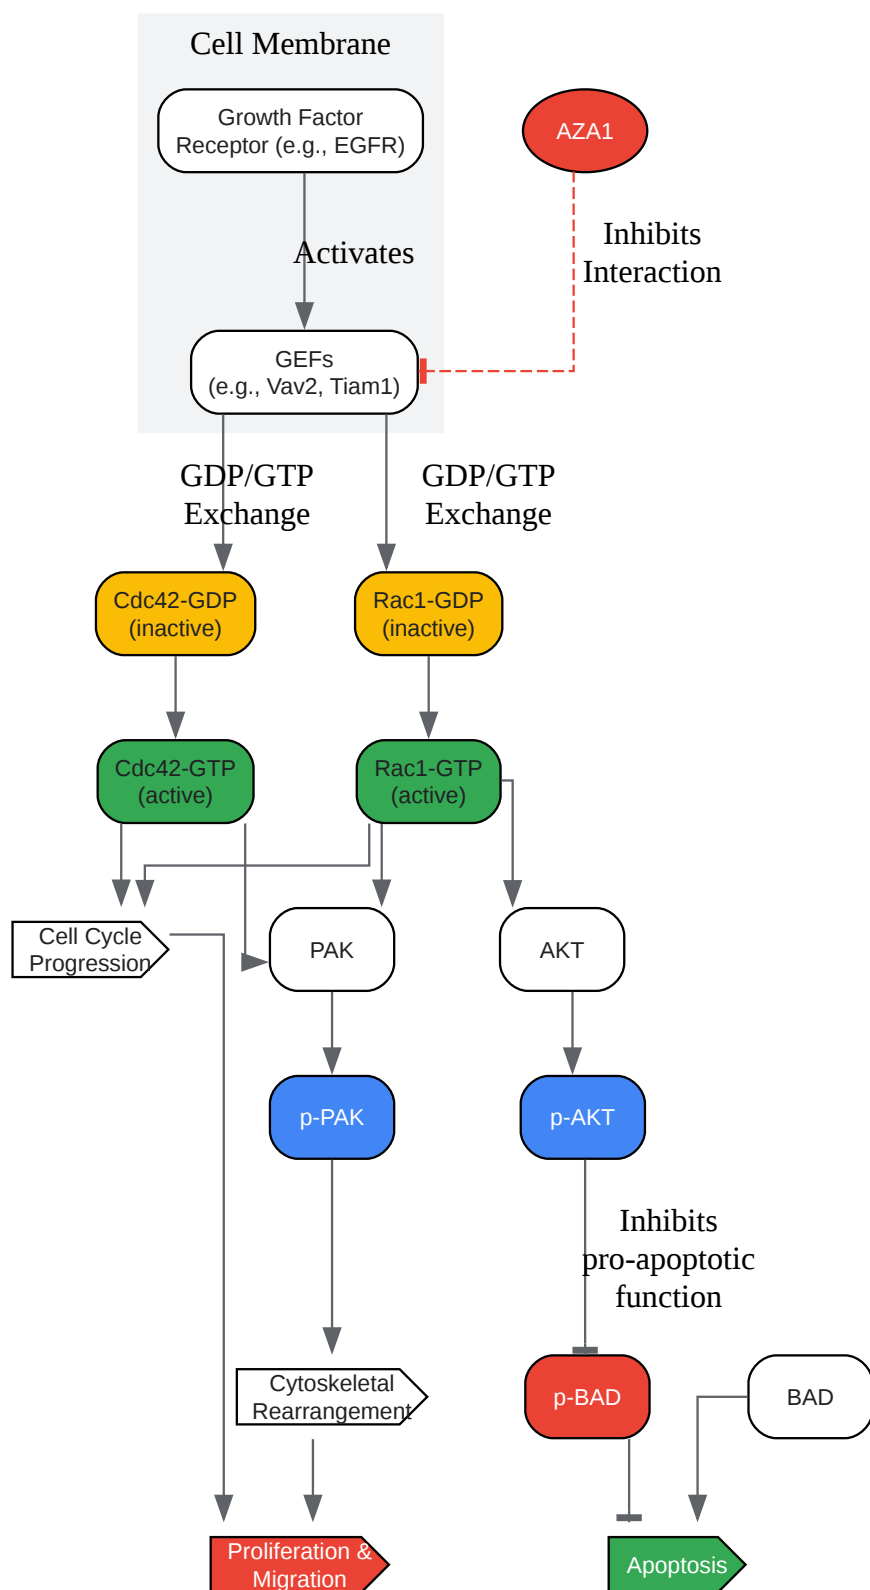 Cell Membrane
Growth Factor
Receptor (e.g., EGFR)
AZA1
Activates
Inhibits
Interaction
GEFs
(e.g., Vav2, Tiam1)
GDP/GTP
Exchange
GDP/GTP
Exchange
Cdc42-GDP
(inactive)
Rac1-GDP
(inactive)
Cdc42-GTP
(active)
Rac1-GTP
(active)
Cell Cycle
Progression
PAK
AKT
p-PAK
p-AKT
Inhibits
pro-apoptotic
function
Cytoskeletal
Rearrangement
p-BAD
BAD
Proliferation &
Migration
Apoptosis